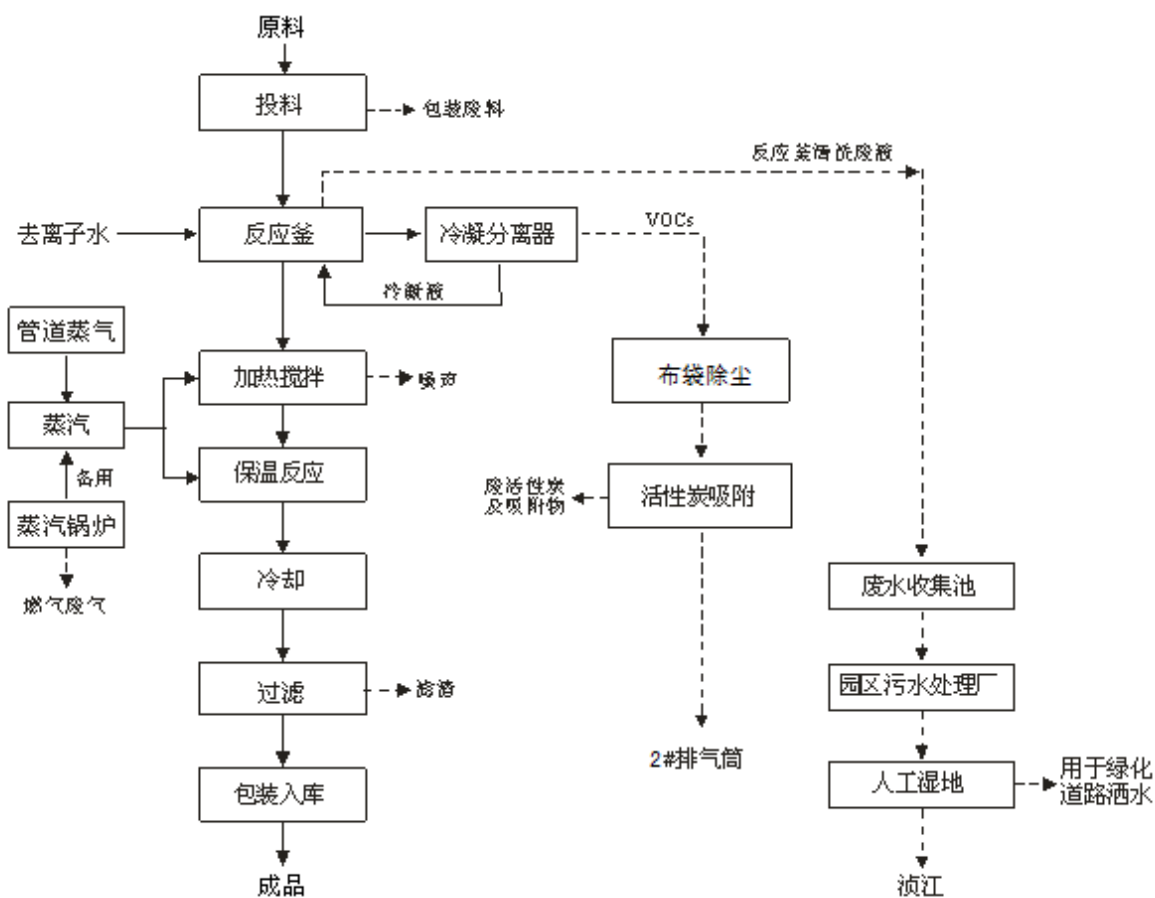 原料
投料
包装废料
反应釜清洗废液
去离子水
反应釜
冷凝分离器
VOCs
冷凝液
管道蒸气
加热搅拌
噪声
布袋除尘
蒸汽
备用
保温反应
废活性炭
及吸附物
活性炭吸附
蒸汽锅炉
燃气废气
冷却
废水收集池
过滤
滤渣
园区污水处理厂
2#排气筒
包装入库
人工湿地
用于绿化
道路洒水
成品
浈江